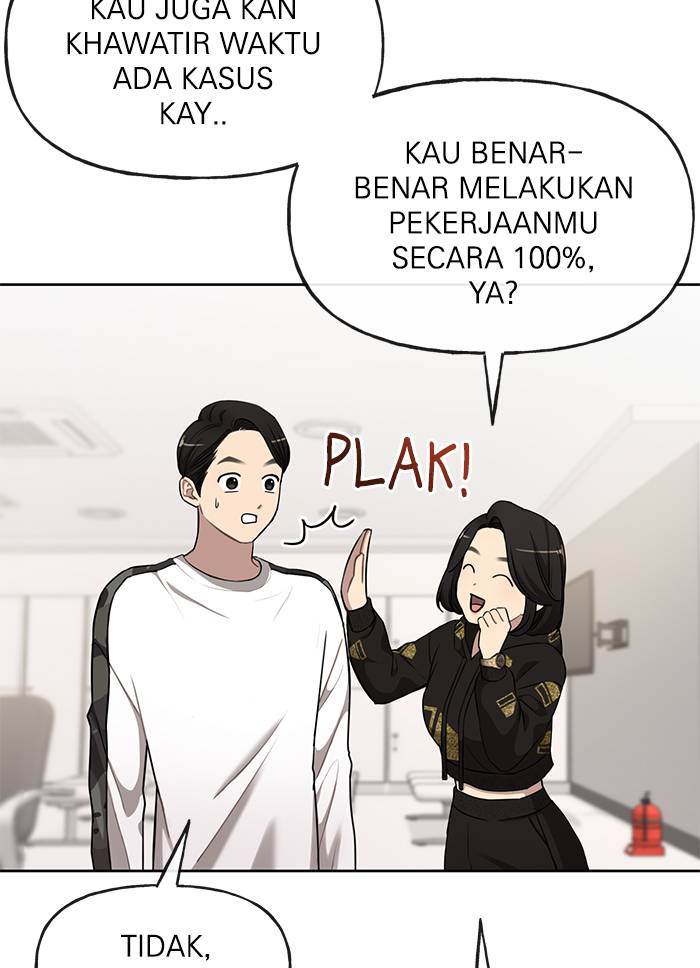 KAU JUGA KAN
KHAWATIR WAKTU
ADA KASUS
KAY..
KAU BENAR-
BENAR MELAKUKAN
PEKERJAANMU
SECARA 100%,
YA?
PLAK!
TIDAK,